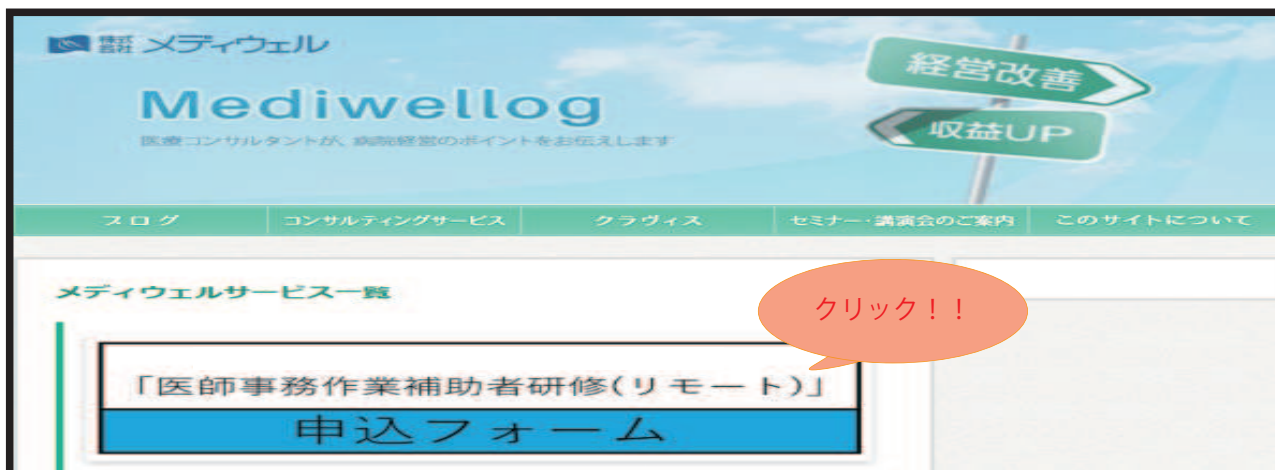 株式会社 メディウェル
経営改善
Mediwellog
収益UP
医療コンサルタントが、病院経営のポイントをお伝えします
ブログ
コンサルティングサービス
クラヴィス
セミナー・講演会のご案内
このサイトについて
メディウェルサービス一覧
クリック！！
「医師事務作業補助者研修(リモート)」
申込フォーム